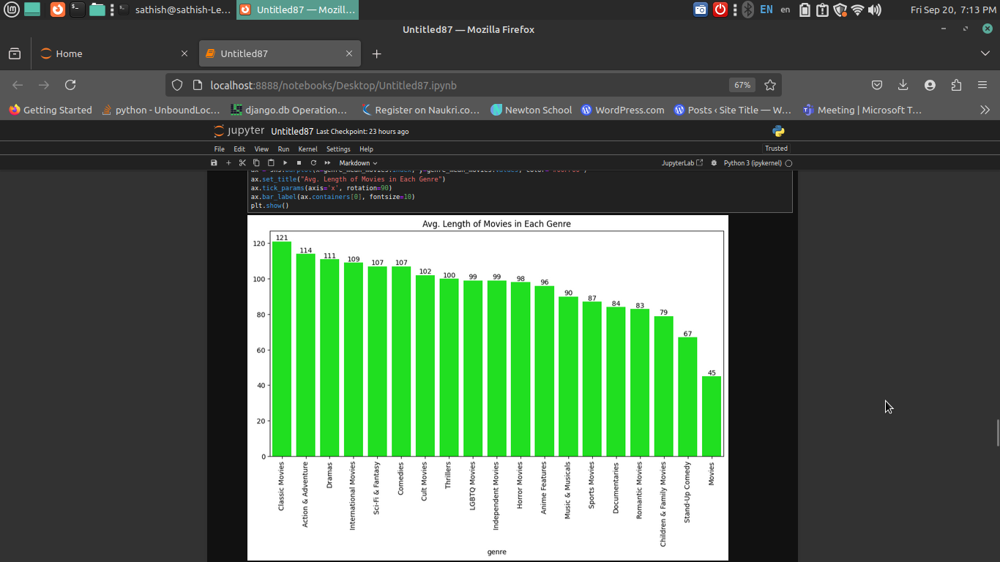 sathish@sathish-Le...
Untitled87 — Mozill...
EN
en
Fri Sep 20, 7:13 PM
Untitled87 — Mozilla Firefox
Home
Untitled87
localhost:8888/notebooks/Desktop/Untitled87.ipynb
67%
Getting Started
python - UnboundLoc...
django.db Operation...
Register on Naukri.co...
Newton School
WordPress.com
Posts ‹ Site Title — W...
Meeting | Microsoft T...
jupyter Untitled87 Last Checkpoint: 23 hours ago
File Edit View Run Kernel Settings Help
Trusted
Markdown
JupyterLab
Python 3 (ipykernel)
ax.set_title("Avg. Length of Movies in Each Genre")
ax.tick_params(axis='x', rotation=90)
ax.bar_label(ax.containers[0], fontsize=10)
plt.show()
Avg. Length of Movies in Each Genre
120
100
80
60
40
20
0
121
114
111
109
107
107
102
100
99
99
98
96
90
87
84
83
79
67
45
Classic Movies
Action & Adventure
Dramas
International Movies
Sci-Fi & Fantasy
Comedies
Cult Movies
Thrillers
LGBTQ Movies
Independent Movies
Horror Movies
Anime Features
Music & Musicals
Sports Movies
Documentaries
Romantic Movies
Children & Family Movies
Stand-Up Comedy
Movies
genre